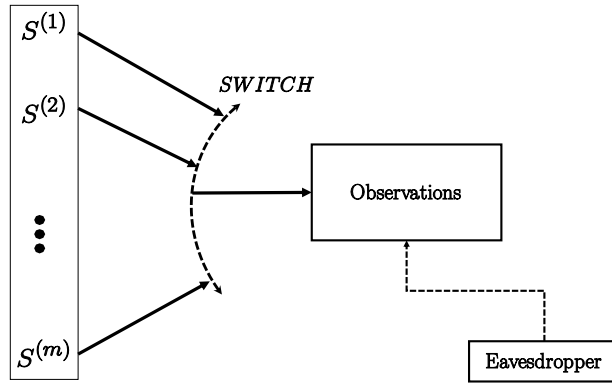 S^{(1)}
SWITCH
S^{(2)}
Observations
S^{(m)}
Eavesdropper